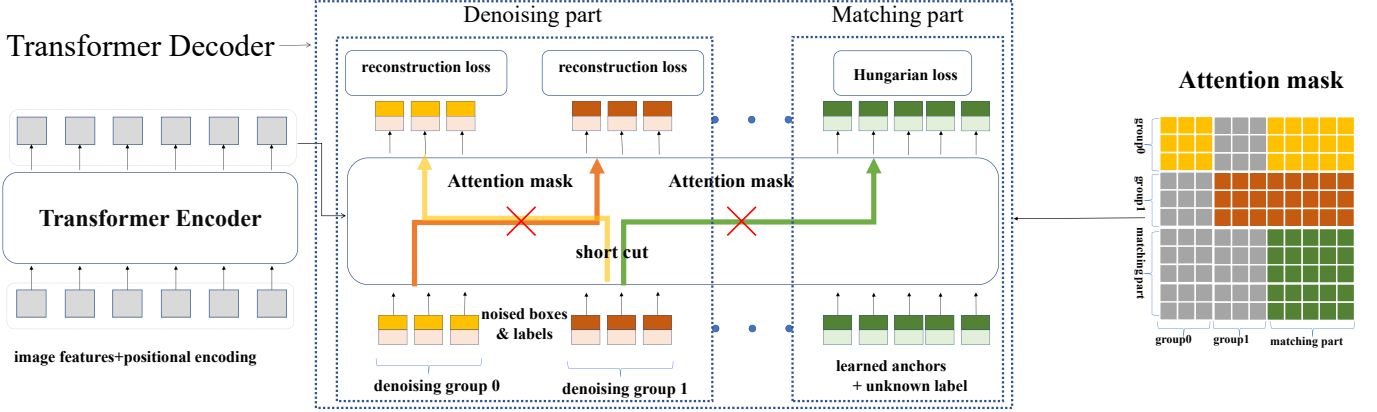 Denoising part
Matching part
Transformer Decoder
reconstruction loss
reconstruction loss
Hungarian loss
Attention mask
group0
group1
matching part
Attention mask
Attention mask
Transformer Encoder
short cut
noised boxes
& labels
image features+positional encoding
denoising group 0
denoising group 1
learned anchors
+ unknown label
group0
group1
matching part